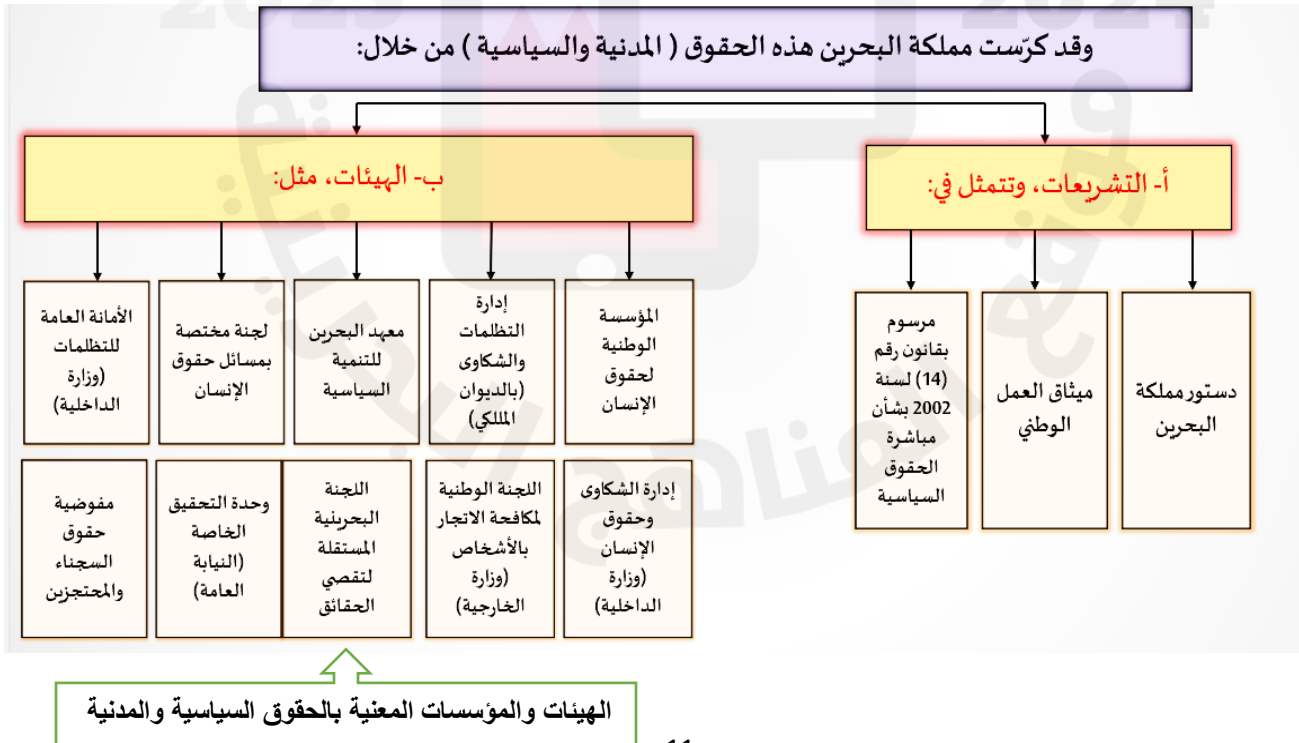 وقد كرّست مملكة البحرين هذه الحقوق ( المدنية والسياسية ) من خلال:
أ- التشريعات، وتتمثل في:
دستور مملكة
البحرين
ميثاق العمل
الوطني
مرسوم
بقانون رقم
(14) لسنة
2002 بشأن
مباشرة
الحقوق
السياسية
ب- الهيئات، مثل:
المؤسسة
الوطنية
لحقوق
الإنسان
إدارة
التظلمات
والشكاوى
(بالديوان
الملكي)
معهد البحرين
للتنمية
السياسية
لجنة مختصة
بمسائل حقوق
الإنسان
الأمانة العامة
للتظلمات
(وزارة
الداخلية)
إدارة الشكاوى
وحقوق
الإنسان
(وزارة
الداخلية)
اللجنة الوطنية
لمكافحة الاتجار
بالأشخاص
(وزارة
الخارجية)
اللجنة
البحرينية
المستقلة
لتقصي
الحقائق
وحدة التحقيق
الخاصة
(النيابة
العامة)
مفوضية
حقوق
السجناء
والمحتجزين
الهيئات والمؤسسات المعنية بالحقوق السياسية والمدنية